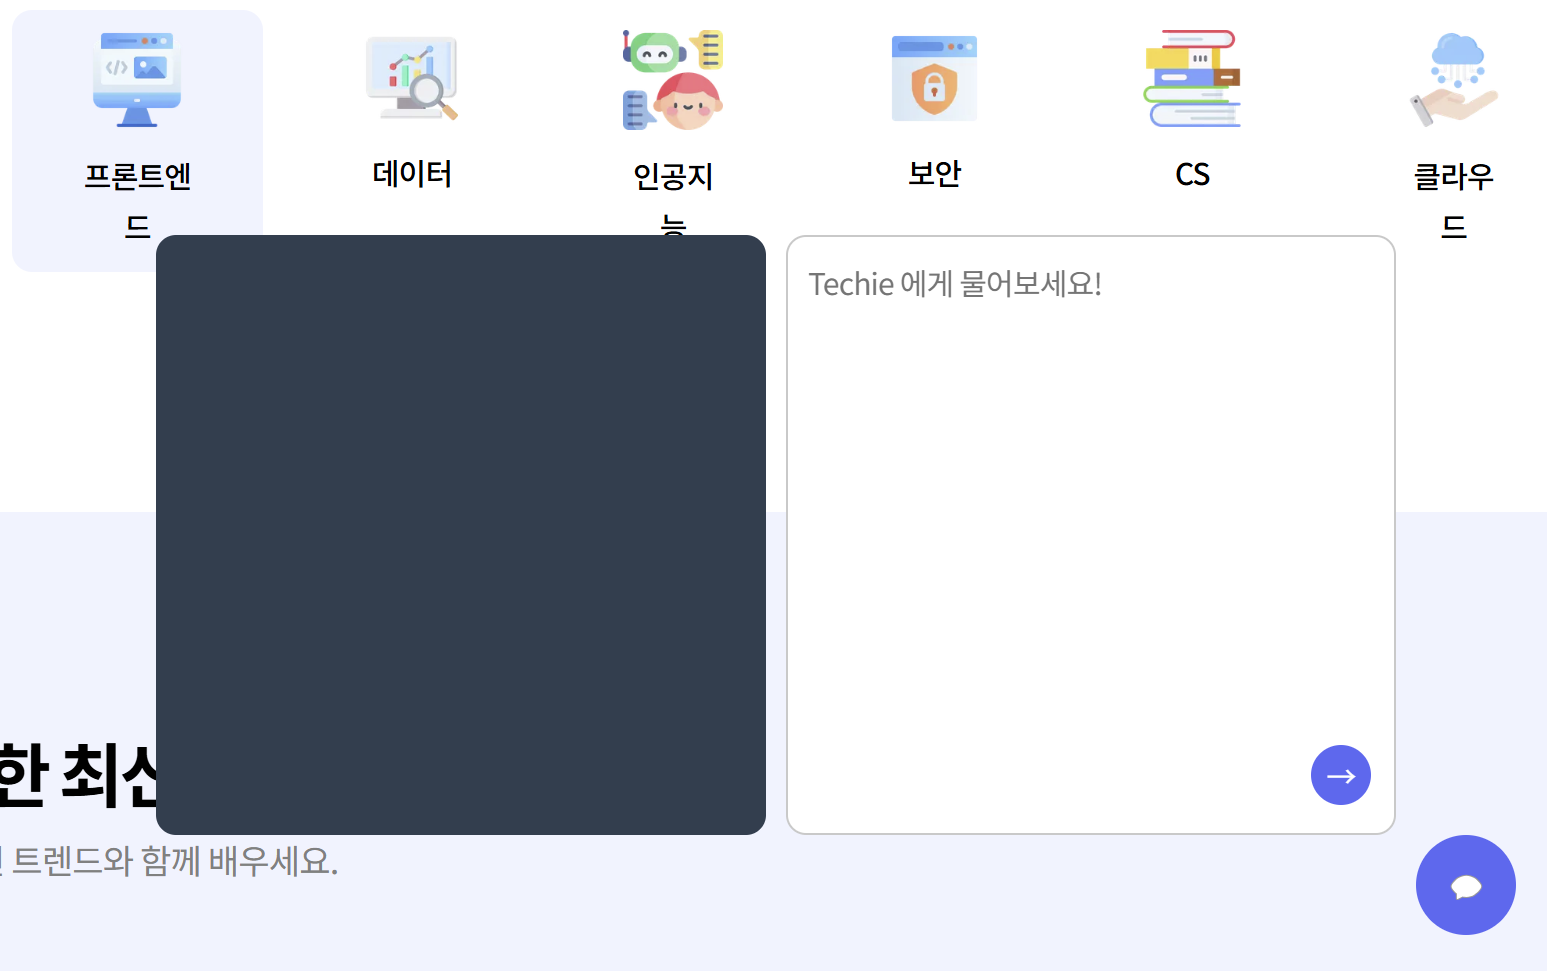 프론트엔
드
데이터
인공지
능
보안
CS
클라우
드
Techie 에게 물어보세요!
한 최신
트렌드와 함께 배우세요.